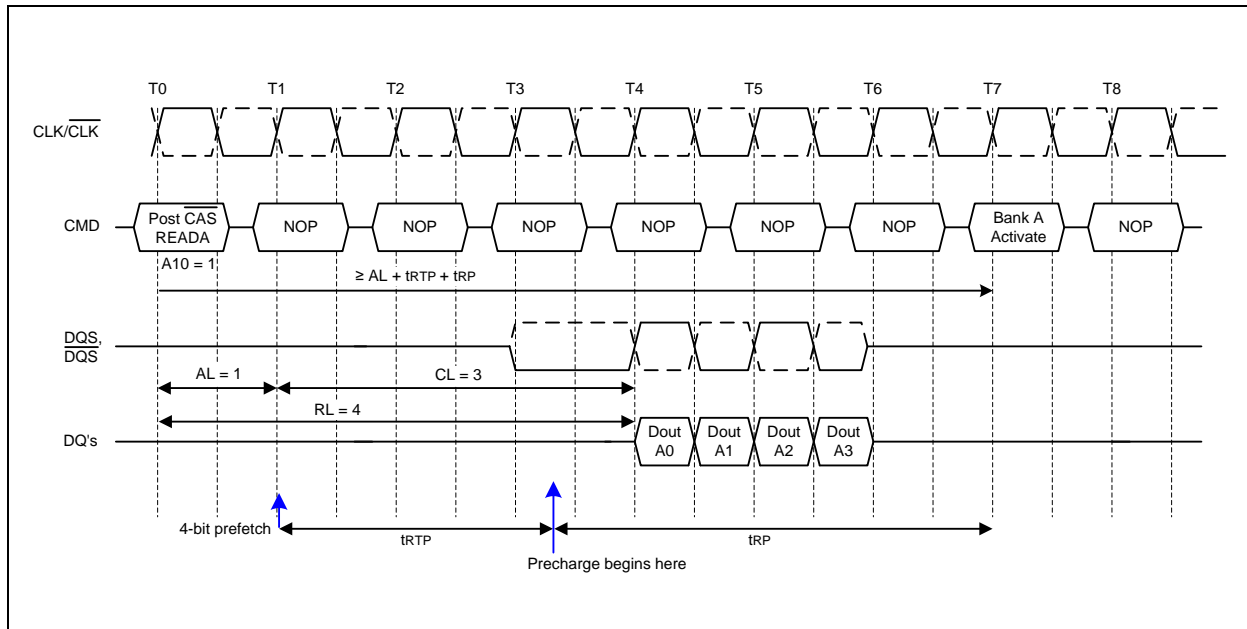 T0 T1 T2 T3 T4 T5 T6 T7 T8
CLK/CLK
CMD
Post CAS
READA
NOP NOP NOP NOP NOP NOP
Bank A
Activate
NOP
A10 = 1
≥ AL + tRTP + tRP
DQS,
DQS
AL = 1
CL = 3
RL = 4
DQ's
Dout
A0
Dout
A1
Dout
A2
Dout
A3
4-bit prefetch
tRTP
tRP
Precharge begins here